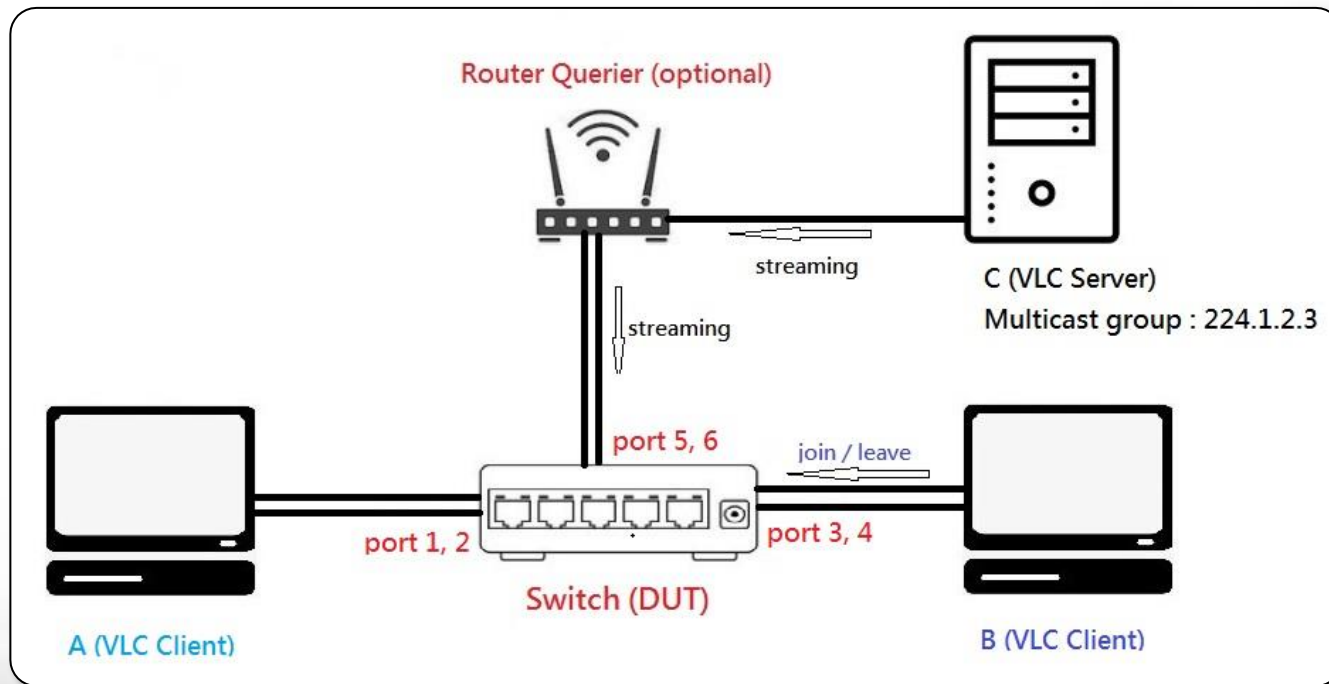 Router Querier (optional)
streaming
C (VLC Server)
Multicast group : 224.1.2.3
streaming
port 5, 6
join / leave
port 1, 2
port 3, 4
Switch (DUT)
A (VLC Client)
B (VLC Client)